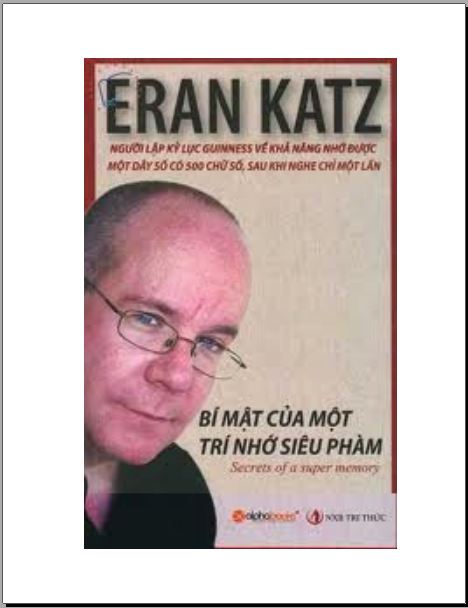 ERAN KATZ
NGƯỜI LẬP KỶ LỤC GUINNESS VỀ KHẢ NĂNG NHỚ ĐƯỢC
MỘT DÃY SỐ CÓ 500 CHỮ SỐ, SAU KHI NGHE CHỈ MỘT LẦN
BÍ MẬT CỦA MỘT
TRÍ NHỚ SIÊU PHÀM
Secrets of a super memory
alphabooks NXB TRI THỨC